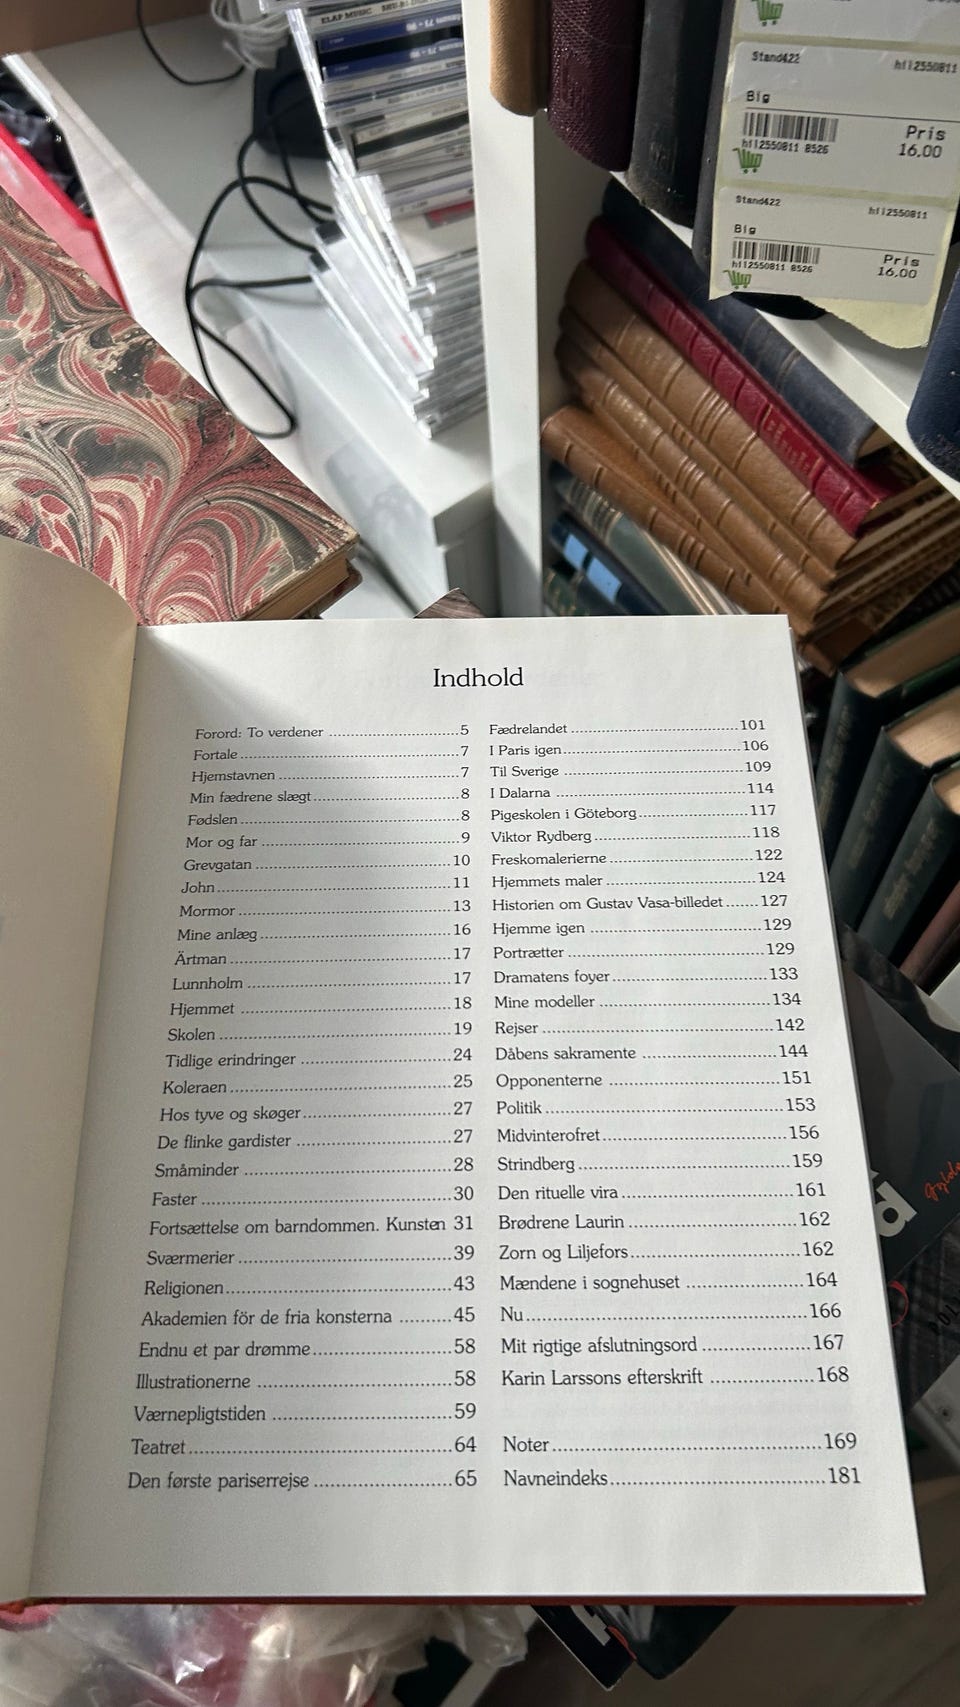 ELAP MUSIC
Stand422
hl12550811
Big
hl12550811 8526
Pris
16.00
Stand422
hl12550811
Big
hl12550811 8526
Pris
16.00
Indhold
Forord: To verdener ..............................5
Fortale ..............................7
Hjemstavnen ..............................7
Min fædrene slægt ..............................8
Fødslen ..............................8
Mor og far ..............................9
Grevgatan ..............................10
John ..............................11
Mormor ..............................13
Mine anlæg ..............................16
Ärtman ..............................17
Lunnholm ..............................17
Hjemmet ..............................18
Skolen ..............................19
Tidlige erindringer ..............................24
Koleraen ..............................25
Hos tyve og skøger ..............................27
De flinke gardister ..............................27
Småminder ..............................28
Faster ..............................30
Fortsættelse om barndommen. Kunsten 31
Sværmerier ..............................39
Religionen ..............................43
Akademien för de fria konsterna ..........45
Endnu et par drømme ..............................58
Illustrationerne ..............................58
Værnepligtstiden ..............................59
Teatret ..............................64
Den første pariserrejse ..............................65
Fædrelandet ..............................101
I Paris igen ..............................106
Til Sverige ..............................109
I Dalarna ..............................114
Pigeskolen i Göteborg ..............................117
Viktor Rydberg ..............................118
Freskomalerierne ..............................122
Hjemmets maler ..............................124
Historien om Gustav Vasa-billedet .......127
Hjemme igen ..............................129
Portrætter ..............................129
Dramatens foyer ..............................133
Mine modeller ..............................134
Rejser ..............................142
Dåbens sakramente ..............................144
Opponenterne ..............................151
Politik ..............................153
Midvinterofret ..............................156
Strindberg ..............................159
Den rituelle vira ..............................161
Brødrene Laurin ..............................162
Zorn og Liljefors ..............................162
Mændene i sognehuset ..............................164
Nu ..............................166
Mit rigtige afslutningsord ..............................167
Karin Larssons efterskrift ..............................168
Noter ..............................169
Navneindeks ..............................181